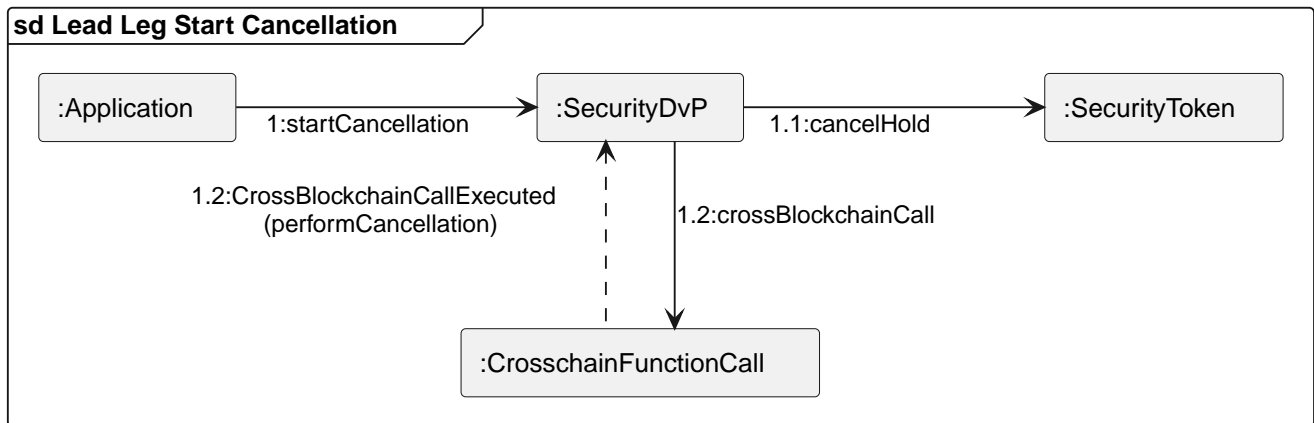 sd Lead Leg Start Cancellation
:Application
:SecurityDvP
:SecurityToken
1:startCancellation
1.1:cancelHold
1.2:CrossBlockchainCallExecuted
(performCancellation)
1.2:crossBlockchainCall
:CrosschainFunctionCall